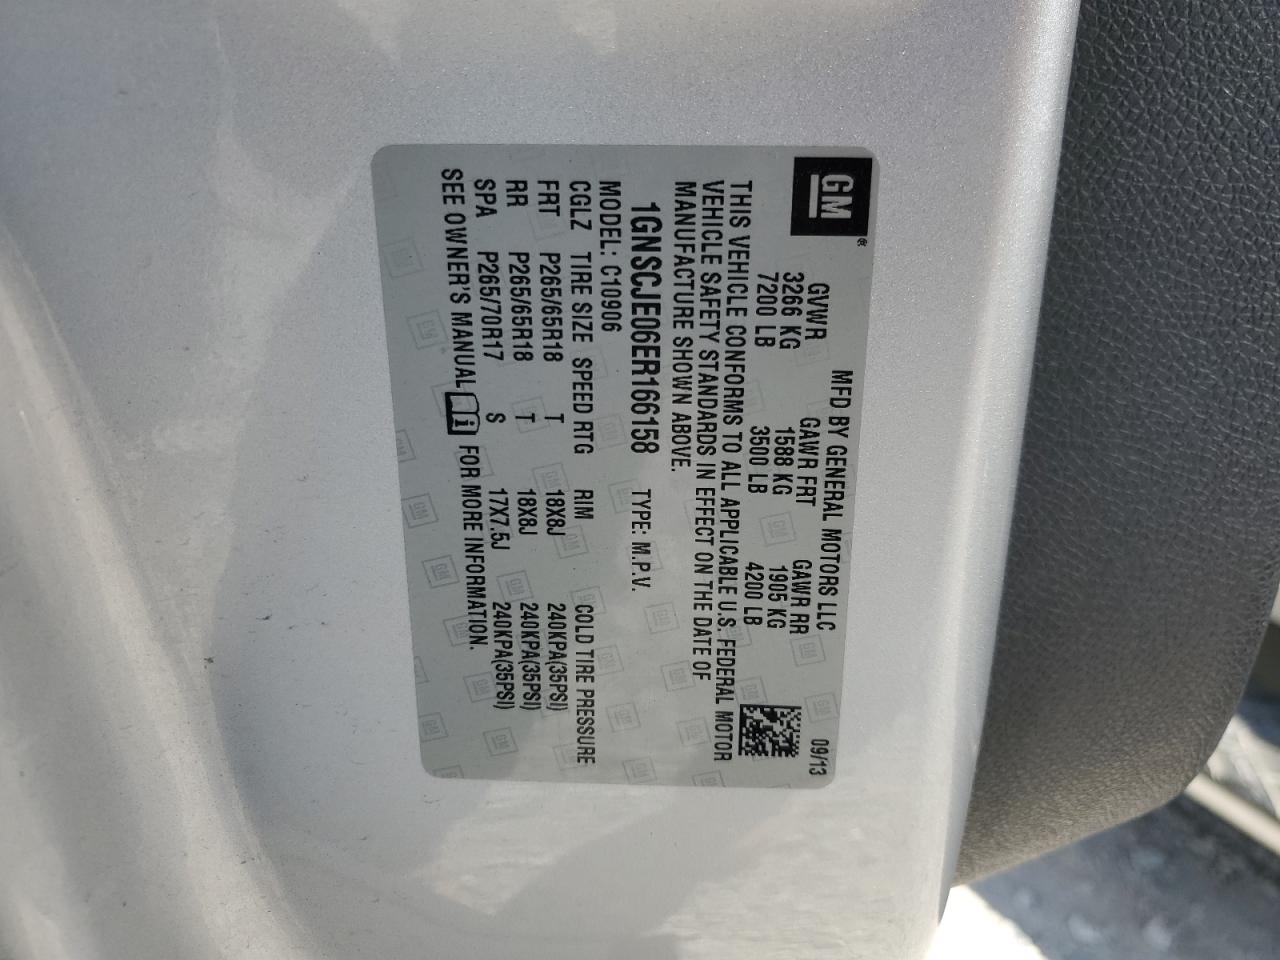 GM®
MFD BY GENERAL MOTORS LLC 09/13
GVWR GAWR FRT GAWR RR
3266 KG 1588 KG 1905 KG
7200 LB 3500 LB 4200 LB
THIS VEHICLE CONFORMS TO ALL APPLICABLE U.S. FEDERAL MOTOR
VEHICLE SAFETY STANDARDS IN EFFECT ON THE DATE OF
MANUFACTURE SHOWN ABOVE.
1GNSCJE06ER166158 TYPE: M.P.V.
MODEL: C10906
CGLZ TIRE SIZE SPEED RTG RIM COLD TIRE PRESSURE
FRT P265/65R18 T 18X8J 240KPA(35PSI)
RR P265/65R18 T 18X8J 240KPA(35PSI)
SPA P265/70R17 S 17X7.5J 240KPA(35PSI)
SEE OWNER'S MANUAL i FOR MORE INFORMATION.